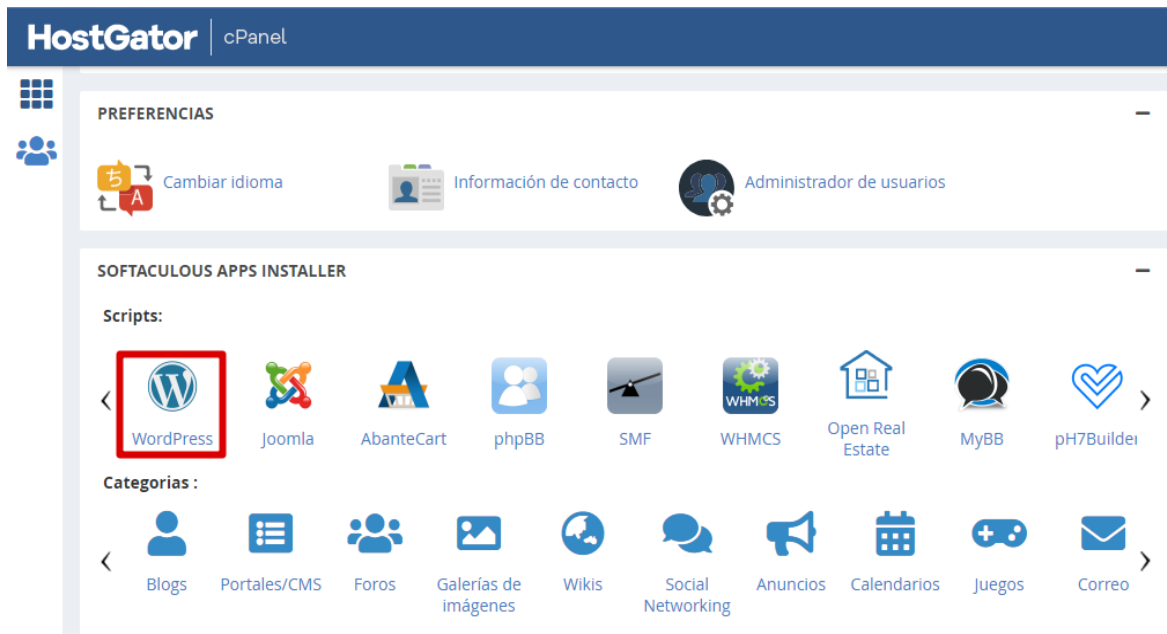 HostGator | cPanel
PREFERENCIAS
Cambiar idioma
Información de contacto
Administrador de usuarios
SOFTACULOUS APPS INSTALLER
Scripts:
WordPress
Joomla
AbanteCart
phpBB
SMF
WHMCS
WHMCS
Open Real
Estate
MyBB
pH7Builder
Categorias :
Blogs
Portales/CMS
Foros
Galerías de
imágenes
Wikis
Social
Networking
Anuncios
Calendarios
Juegos
Correo